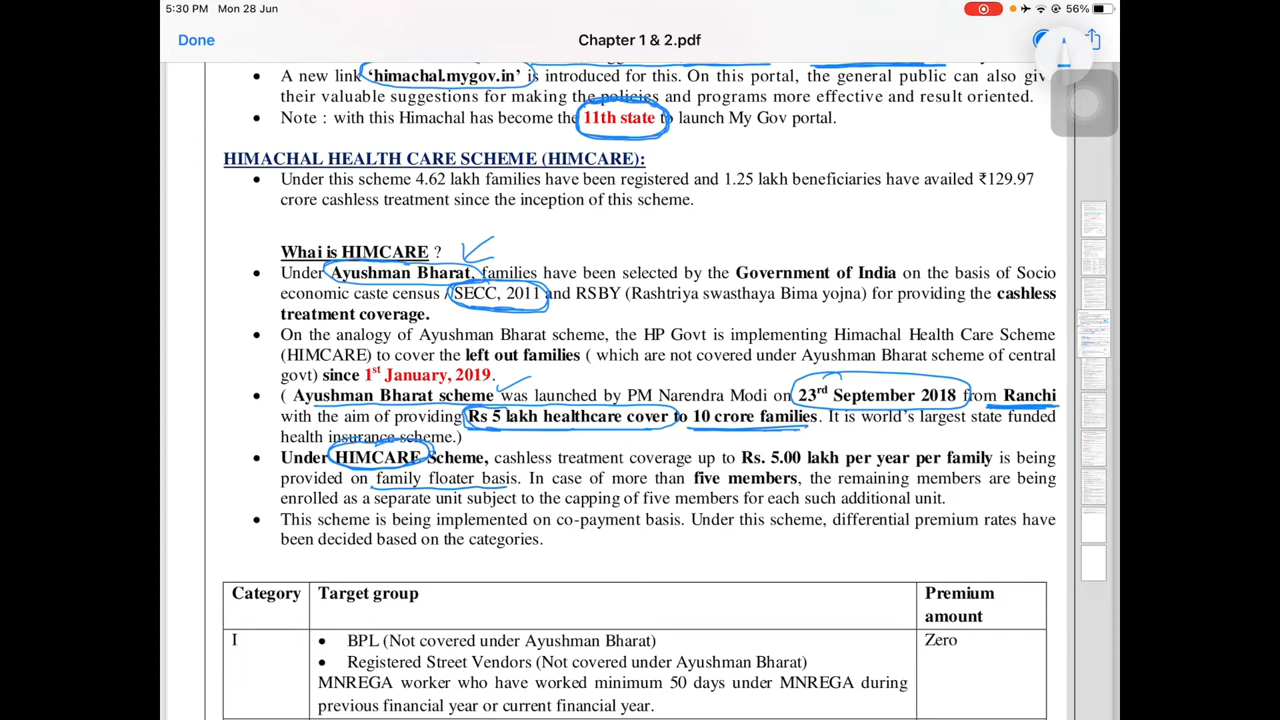 5:30 PM Mon 28 Jun
56%
Done
Chapter 1 & 2.pdf
A new link ‘himachal.mygov.in’ is introduced for this. On this portal, the general public can also giv
their valuable suggestions for making the policies and programs more effective and result oriented.
Note : with this Himachal has become the 11th state to launch My Gov portal.
HIMACHAL HEALTH CARE SCHEME (HIMCARE):
Under this scheme 4.62 lakh families have been registered and 1.25 lakh beneficiaries have availed ₹129.97
crore cashless treatment since the inception of this scheme.
Whai is HIMCARE ?
Under Ayushman Bharat, families have been selected by the Government of India on the basis of Socio
economic caste census / SECC, 2011 and RSBY (Rashtriya swasthaya Bima yojna) for providing the cashless
treatment coverage.
On the analogy of Ayushman Bharat scheme, the HP Govt is implementing Himachal Health Care Scheme
(HIMCARE) to cover the left out families ( which are not covered under Ayushman Bharat scheme of central
govt) since 1st January, 2019.
Ayushman Bharat scheme was launched by PM Narendra Modi on 23rd September 2018 from Ranchi
with the aim of providing Rs 5 lakh healthcare cover to 10 crore families. It is world’s largest state funded
health insurance scheme.)
Under HIMCARE Scheme, cashless treatment coverage up to Rs. 5.00 lakh per year per family is being
provided on family floater basis. In case of more than five members, the remaining members are being
enrolled as a separate unit subject to the capping of five members for each such additional unit.
This scheme is being implemented on co-payment basis. Under this scheme, differential premium rates have
been decided based on the categories.
Category Target group Premium
amount
I BPL (Not covered under Ayushman Bharat) Zero
Registered Street Vendors (Not covered under Ayushman Bharat)
MNREGA worker who have worked minimum 50 days under MNREGA during
previous financial year or current financial year.